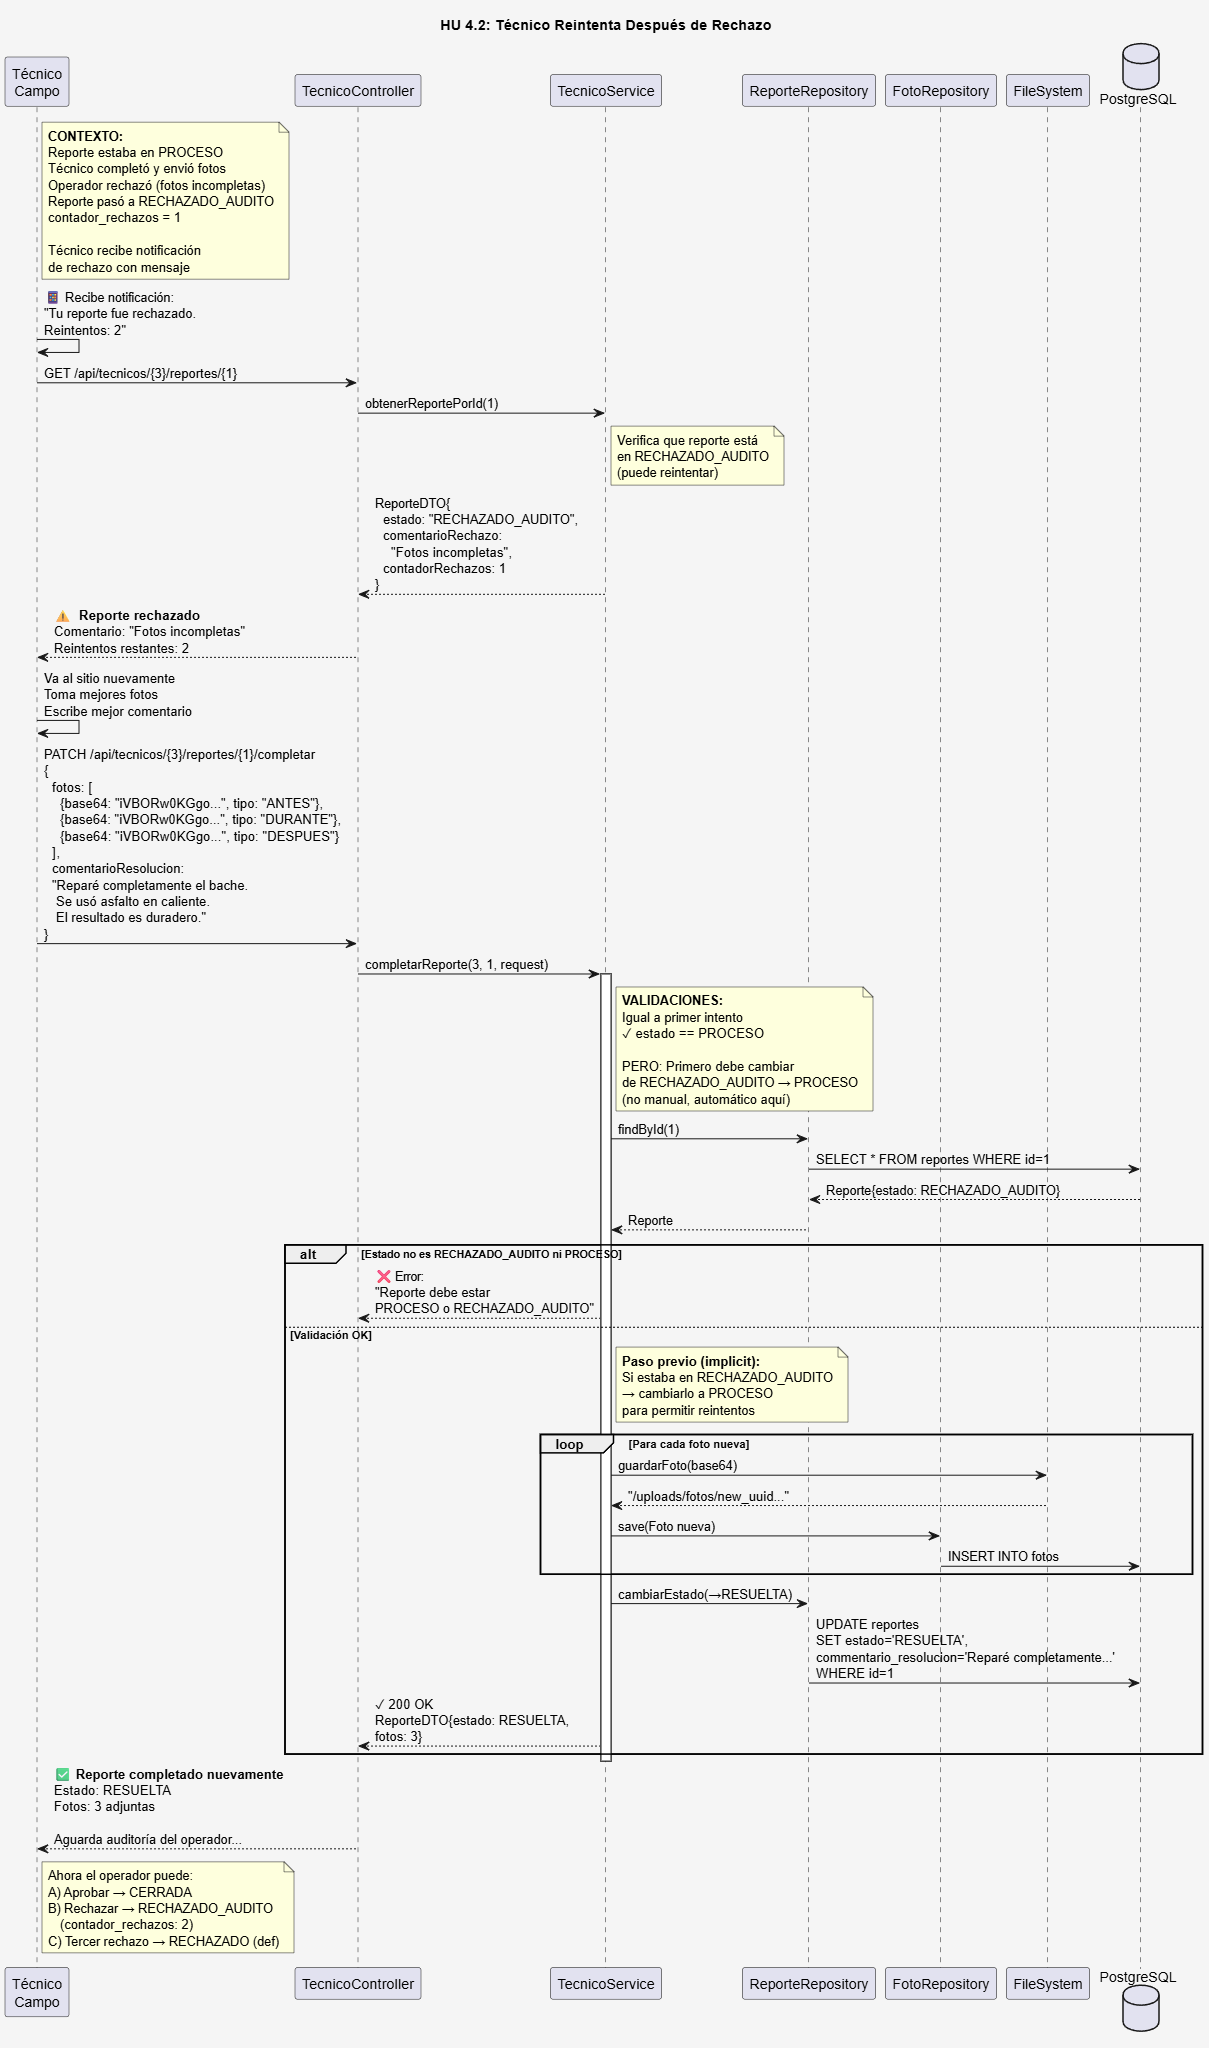 HU 4.2: Técnico Reintenta Después de Rechazo
Técnico
Campo
TecnicoController
TecnicoService
ReporteRepository
FotoRepository
FileSystem
PostgreSQL
CONTEXTO:
Reporte estaba en PROCESO
Técnico completó y envió fotos
Operador rechazó (fotos incompletas)
Reporte pasó a RECHAZADO_AUDITO
contador_rechazos = 1
Técnico recibe notificación
de rechazo con mensaje
Recibe notificación:
"Tu reporte fue rechazado.
Reintentos: 2"
GET /api/tecnicos/{3}/reportes/{1}
obtenerReportePorId(1)
Verifica que reporte está
en RECHAZADO_AUDITO
(puede reintentar)
ReporteDTO{
estado: "RECHAZADO_AUDITO",
comentarioRechazo:
"Fotos incompletas",
contadorRechazos: 1
}
⚠️ Reporte rechazado
Comentario: "Fotos incompletas"
Reintentos restantes: 2
Va al sitio nuevamente
Toma mejores fotos
Escribe mejor comentario
PATCH /api/tecnicos/{3}/reportes/{1}/completar
{
fotos: [
{base64: "iVBORw0KGgo...", tipo: "ANTES"},
{base64: "iVBORw0KGgo...", tipo: "DURANTE"},
{base64: "iVBORw0KGgo...", tipo: "DESPUES"}
],
comentarioResolucion:
"Reparé completamente el bache.
Se usó asfalto en caliente.
El resultado es duradero."
}
completarReporte(3, 1, request)
VALIDACIONES:
Igual a primer intento
✓ estado == PROCESO
PERO: Primero debe cambiar
de RECHAZADO_AUDITO → PROCESO
(no manual, automático aquí)
findById(1)
SELECT * FROM reportes WHERE id=1
Reporte{estado: RECHAZADO_AUDITO}
Reporte
alt [Estado no es RECHAZADO_AUDITO ni PROCESO]
❌ Error:
"Reporte debe estar
PROCESO o RECHAZADO_AUDITO"
[Validación OK]
Paso previo (implicit):
Si estaba en RECHAZADO_AUDITO
→ cambiarlo a PROCESO
para permitir reintentos
loop [Para cada foto nueva]
guardarFoto(base64)
"/uploads/fotos/new_uuid..."
save(Foto nueva)
INSERT INTO fotos
cambiarEstado(→RESUELTA)
UPDATE reportes
SET estado='RESUELTA',
commentario_resolucion='Reparé completamente...'
WHERE id=1
✓ 200 OK
ReporteDTO{estado: RESUELTA,
fotos: 3}
✅ Reporte completado nuevamente
Estado: RESUELTA
Fotos: 3 adjuntas
Aguarda auditoría del operador...
Ahora el operador puede:
A) Aprobar → CERRADA
B) Rechazar → RECHAZADO_AUDITO
(contador_rechazos: 2)
C) Tercer rechazo → RECHAZADO (def)
Técnico
Campo
TecnicoController
TecnicoService
ReporteRepository
FotoRepository
FileSystem
PostgreSQL